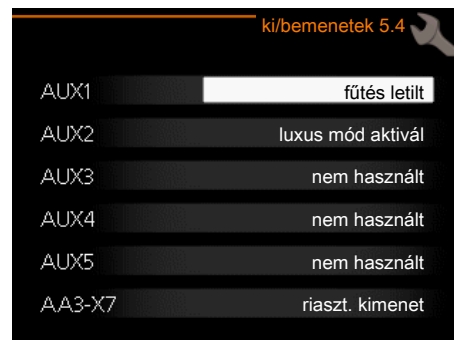 ki/bemenetek 5.4
AUX1 fűtés letilt
AUX2 luxus mód aktivál
AUX3 nem használt
AUX4 nem használt
AUX5 nem használt
AA3-X7 riaszt. kimenet